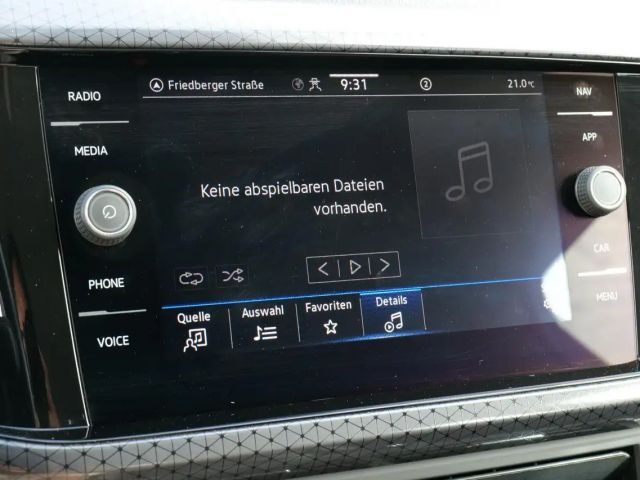 Friedberger Straße 9:31 2 21.0°C
RADIO
NAV
MEDIA
APP
Keine abspielbaren Dateien
vorhanden.
PHONE
CAR
VOICE
MENU
Quelle Auswahl Favoriten Details